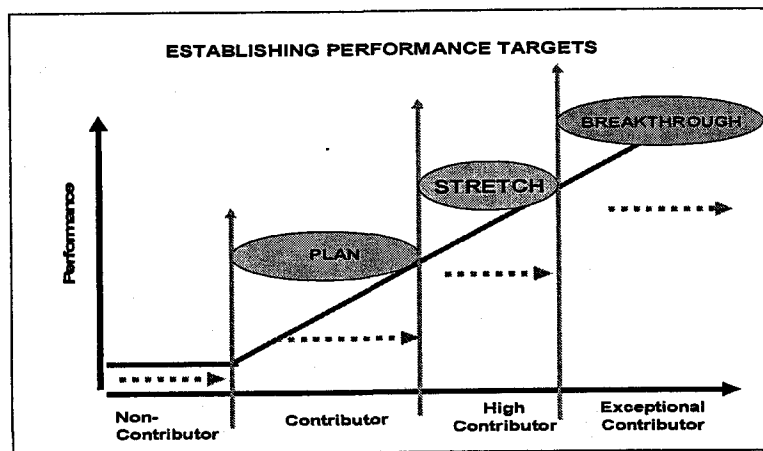 ESTABLISHING PERFORMANCE TARGETS
BREAKTHROUGH
STRETCH
PLAN
Performance
Non-
Contributor
Contributor
High
Contributor
Exceptional
Contributor